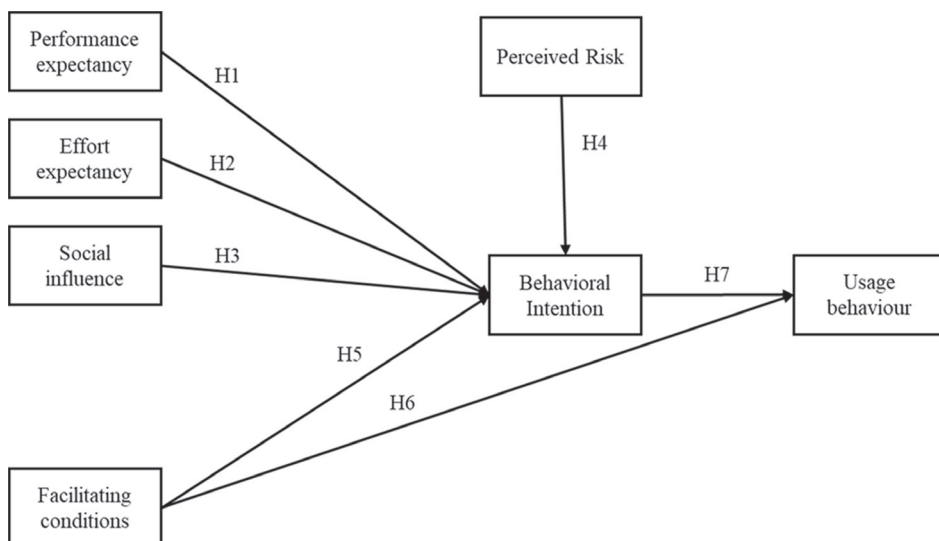 Performance
expectancy
H1
Perceived Risk
Effort
expectancy
H2
H4
Social
influence
H3
Behavioral
Intention
H7
Usage
behaviour
H5
H6
Facilitating
conditions